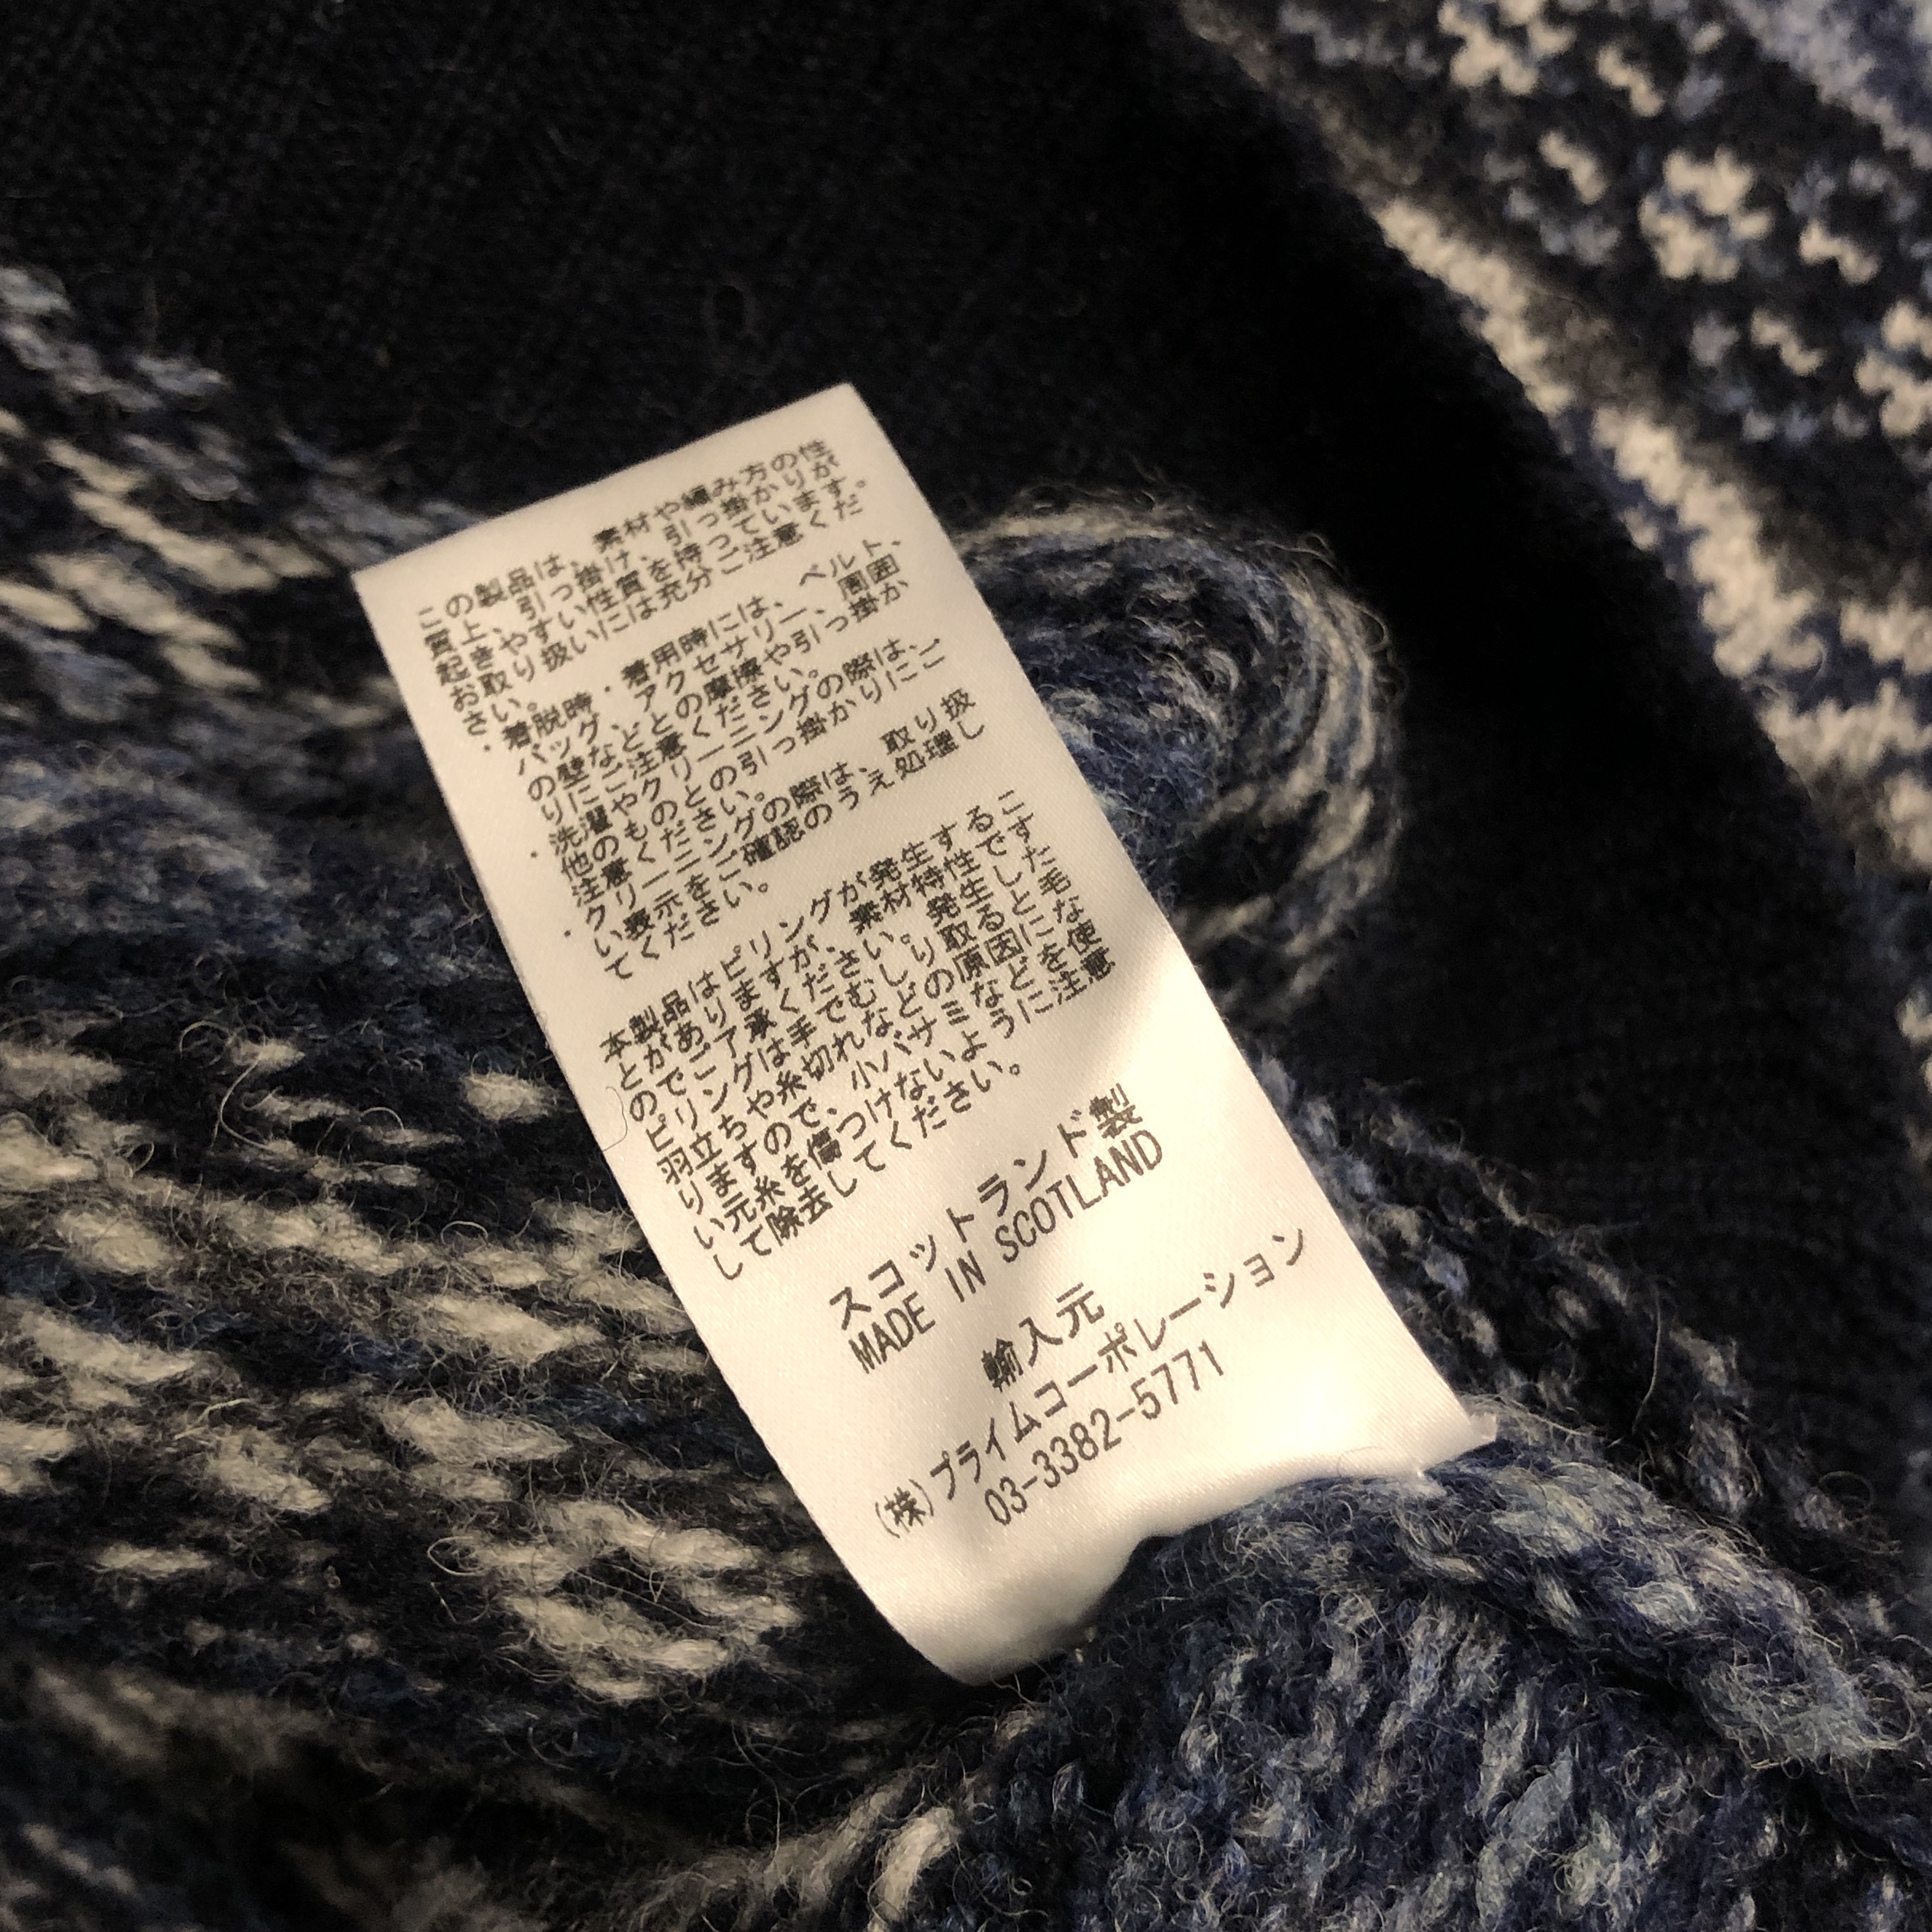 この製品は、素材や編み方の性
質上、引っ掛け、引っ掛かりが
起きやすい性質を持っています。
お取り扱いには充分ご注意くだ
さい。
・着脱時・着用時には、ベルト、
バッグ、アクセサリー、周囲
の壁などとの摩擦や引っ掛か
りにご注意ください。
・洗濯やクリーニングの際は、
他のものとの引っ掛かりにご
注意ください。
・クリーニングの際は、取り扱
い表示をご確認のうえ処理し
てください。
本製品はピリングが発生するこ
とがありますが、素材特性です
のでご了承ください。発生した
ピリングは手でむしり取ると毛
羽立ちや糸切れなどの原因にな
りますので、小バサミなどを使
い元糸を傷つけないように注意
して除去してください。
スコットランド製
MADE IN SCOTLAND
輸入元
(株)プライムコーポレーション
03-3382-5771